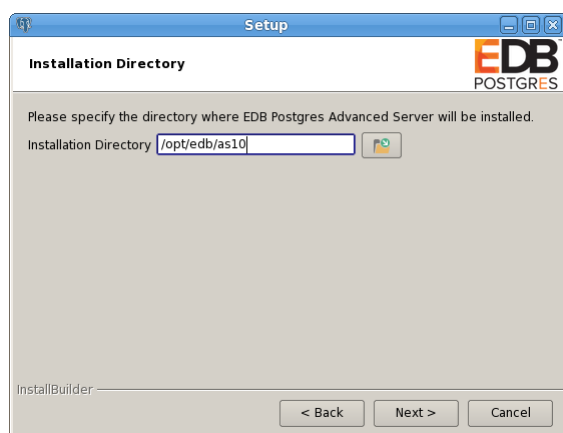 Setup
Installation Directory
EDB
POSTGRES
Please specify the directory where EDB Postgres Advanced Server will be installed.
Installation Directory /opt/edb/as10
InstallBuilder
< Back Next > Cancel